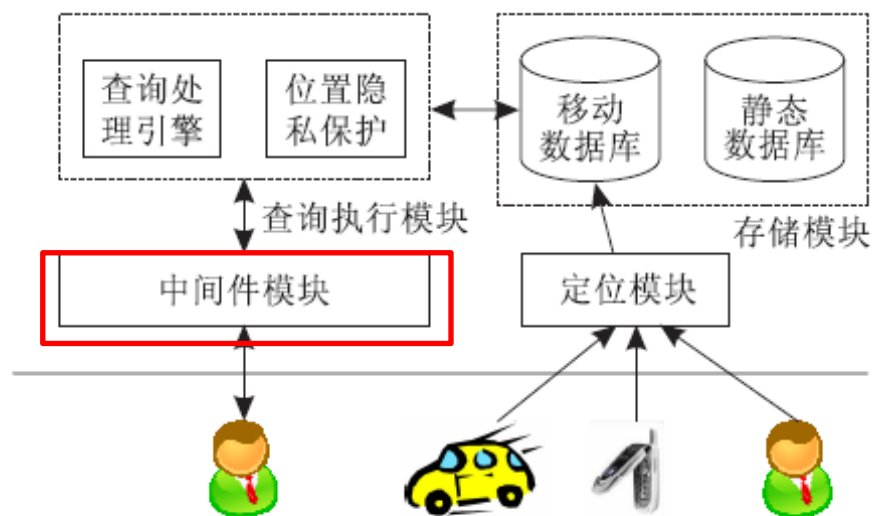 查询处
理引擎
位置隐
私保护
移动
数据库
静态
数据库
查询执行模块
存储模块
中间件模块
定位模块